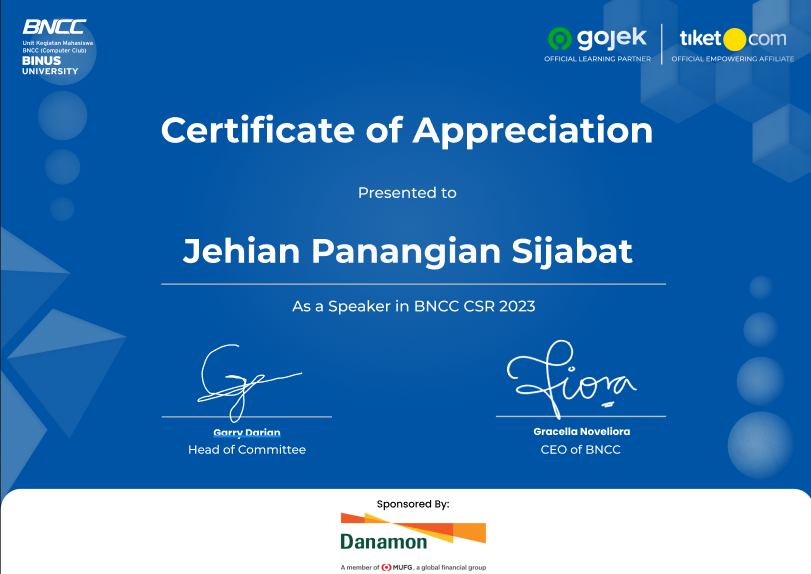 BNCC
Unit Kegiatan Mahasiswa
BNCC (Computer Club)
BINUS
UNIVERSITY
gojek
OFFICIAL LEARNING PARTNER
tiket.com
OFFICIAL EMPOWERING AFFILIATE
Certificate of Appreciation
Presented to
Jehian Panangian Sijabat
As a Speaker in BNCC CSR 2023
Fiora
Garry Darian
Head of Committee
Gracella Noveliora
CEO of BNCC
Sponsored By:
Danamon
A member of MUFG, a global financial group